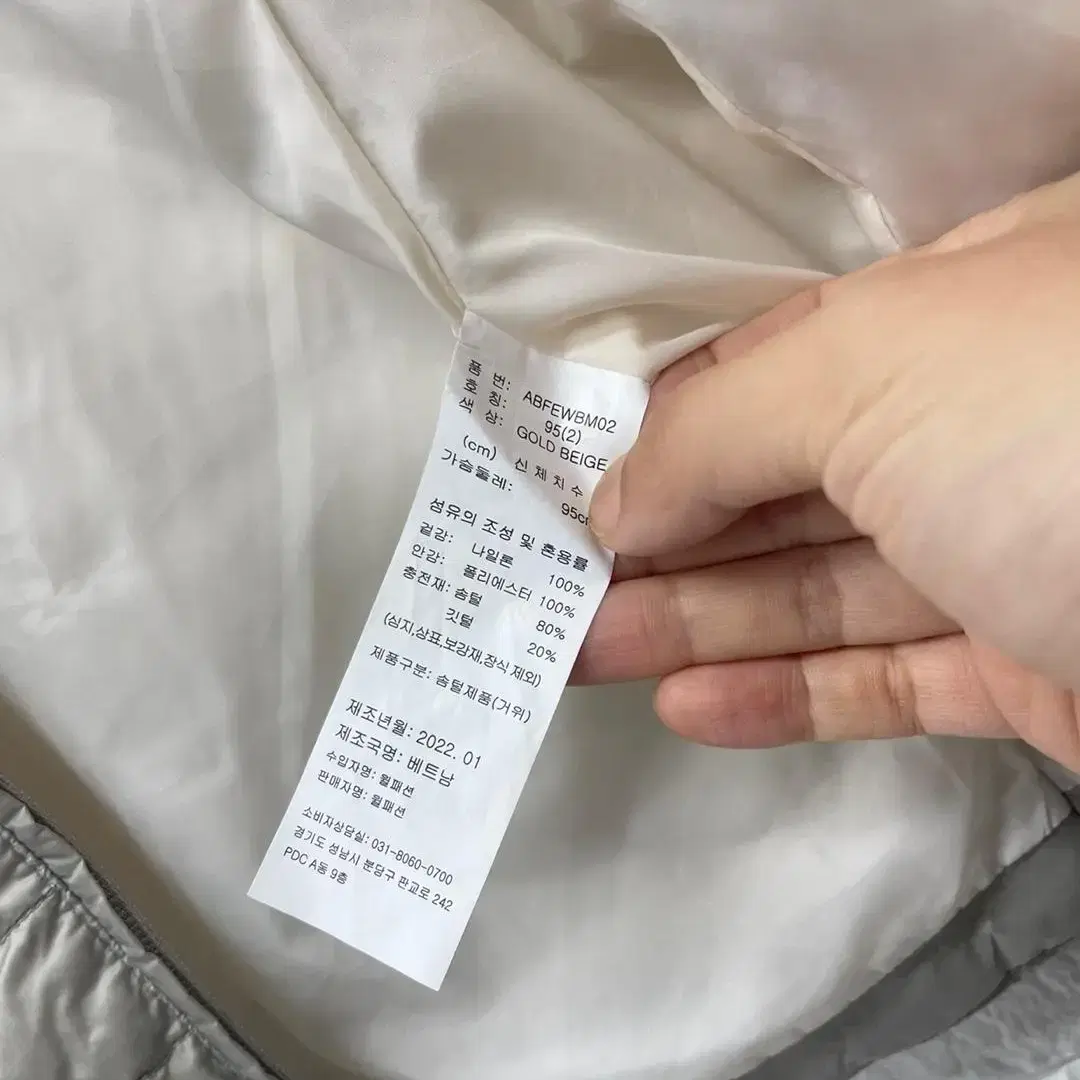 품 번: ABFEWBM02
호 칭: 95(2)
색 상: GOLD BEIGE
(cm) 신 체 치 수
가슴둘레: 95c
섬유의 조성 및 혼용률
겉감: 나일론 100%
안감: 폴리에스터 100%
충전재: 솜털 80%
깃털 20%
(심지,상표,보강재,장식 제외)
제품구분: 솜털제품(거위)
제조년월: 2022. 01
제조국명: 베트남
수입자명: 월패션
판매자명: 월패션
소비자상담실: 031-8060-0700
경기도 성남시 분당구 판교로 242
PDC A동 9층